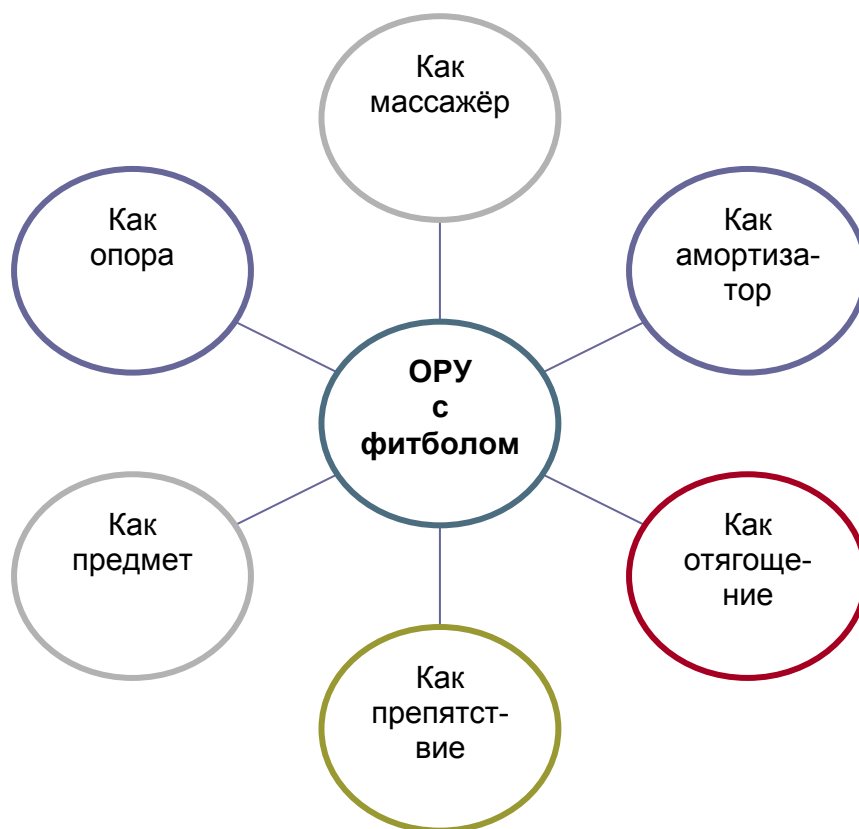 Как
массажёр
Как
опора
Как
амортиза-
тор
ОРУ
с
фитболом
Как
предмет
Как
отягоще-
ние
Как
препятст-
вие